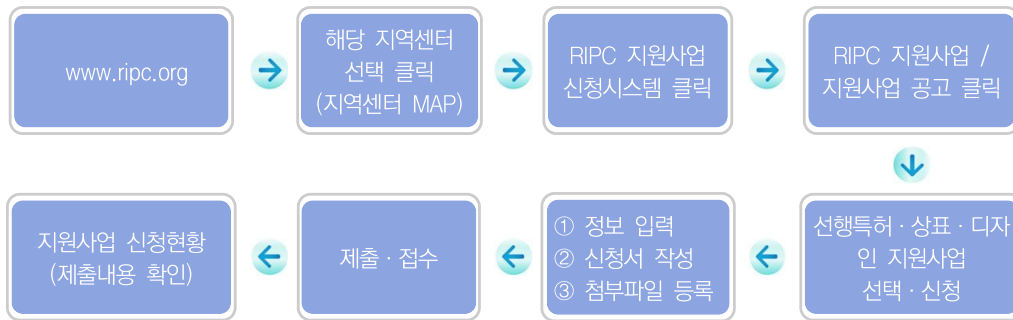 www.ripc.org
해당 지역센터
선택 클릭
(지역센터 MAP)
RIPC 지원사업
신청시스템 클릭
RIPC 지원사업 /
지원사업 공고 클릭
선행특허 · 상표 · 디자
인 지원사업
선택 · 신청
① 정보 입력
② 신청서 작성
③ 첨부파일 등록
제출 · 접수
지원사업 신청현황
(제출내용 확인)